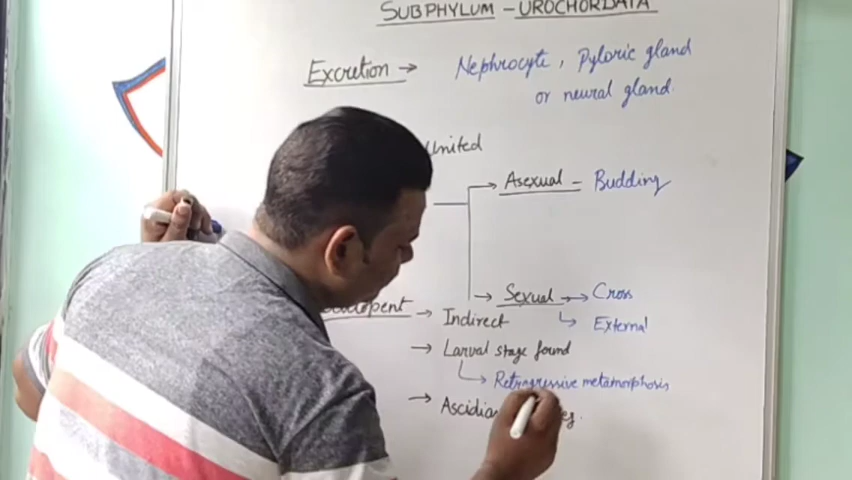 SUBPHYLUM - UROCHORDATA
Excretion → Nephrocyte, Pyloric gland
or neural gland.
United
Asexual - Budding
Sexual → Cross
External
→ Indirect
→ Larval stage found
→ Retrogressive metamorphosis
→